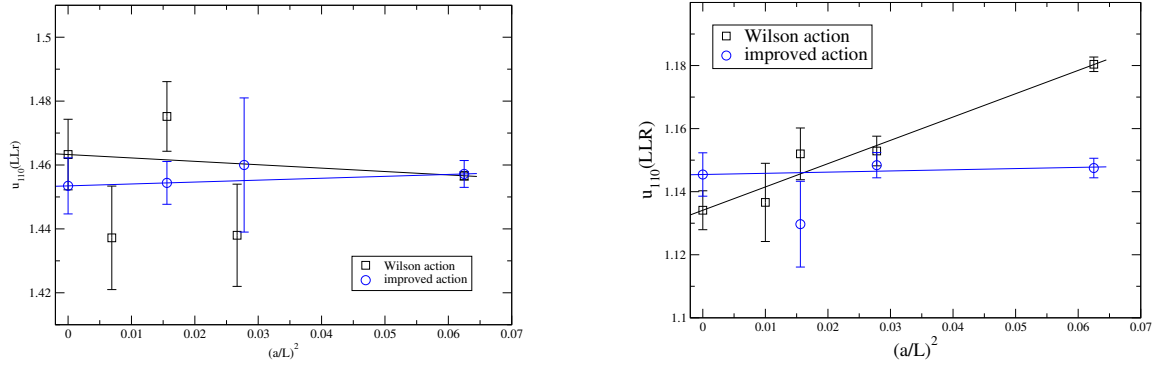 1.5
1.48
1.46
1.44
1.42
u110(LLr)
Wilson action
improved action
0 0.01 0.02 0.03 0.04 0.05 0.06 0.07
(a/L)2
Wilson action
improved action
1.18
1.16
1.14
1.12
1.1
u110(LLR)
0 0.01 0.02 0.03 0.04 0.05 0.06 0.07
(a/L)2